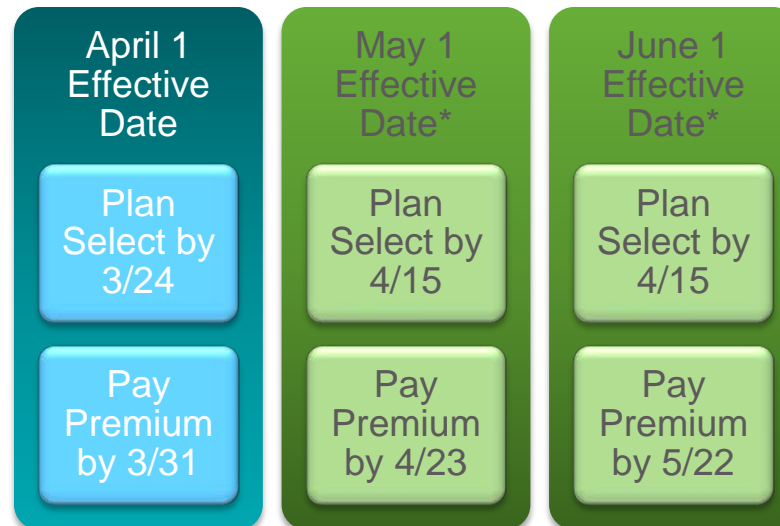 April 1
Effective
Date
Plan
Select by
3/24
Pay
Premium
by 3/31
May 1
Effective
Date*
Plan
Select by
4/15
Pay
Premium
by 4/23
June 1
Effective
Date*
Plan
Select by
4/15
Pay
Premium
by 5/22